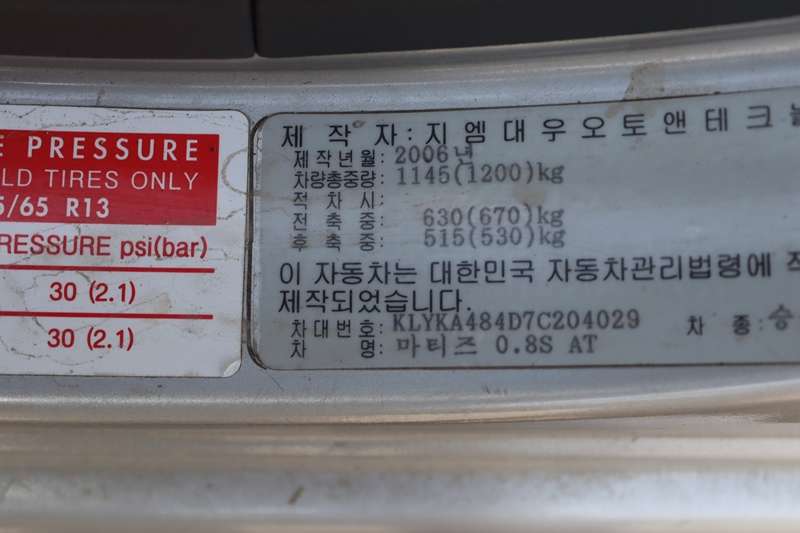 E PRESSURE
LD TIRES ONLY
5/65 R13
RESSURE psi(bar)
30 (2.1)
30 (2.1)
제 작 자 : 지엠대우오토앤테크
제작년월: 2006년
차량총중량: 1145(1200)kg
적 차 시:
전 축 중: 630(670)kg
후 축 중: 515(530)kg
이 자동차는 대한민국 자동차관리법령에 적
제작되었습니다.
차대번호: KLYKA484D7C204029 차 종: 승
차 명: 마티즈 0.8S AT